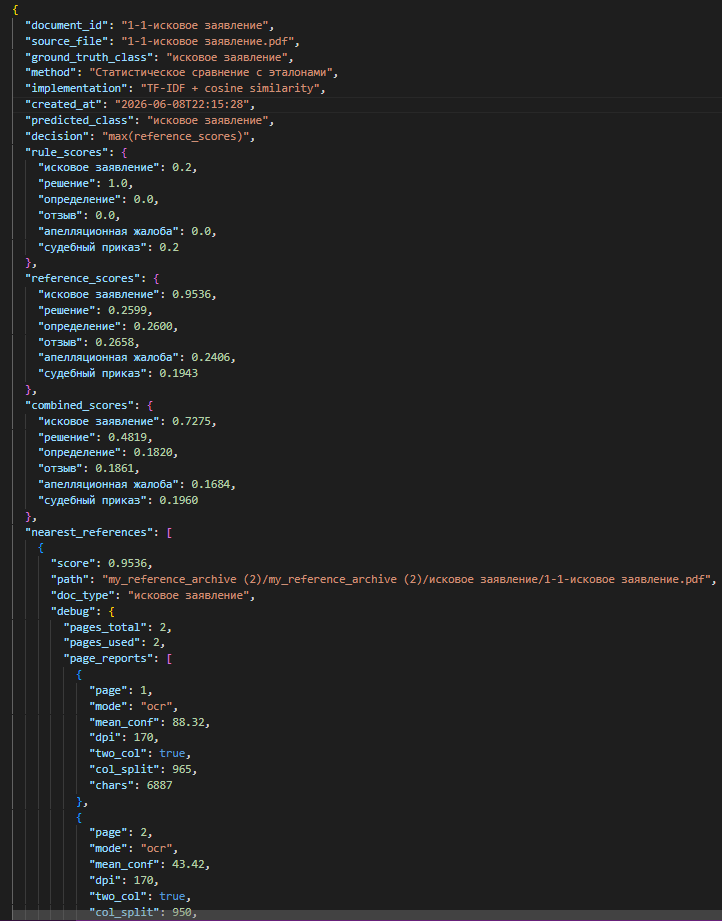 {
"document_id": "1-1-исковое заявление",
"source_file": "1-1-исковое заявление.pdf",
"ground_truth_class": "исковое заявление",
"method": "Статистическое сравнение с эталонами",
"implementation": "TF-IDF + cosine similarity",
"created_at": "2026-06-08T22:15:28",
"predicted_class": "исковое заявление",
"decision": "max(reference_scores)",
"rule_scores": {
"исковое заявление": 0.2,
"решение": 1.0,
"определение": 0.0,
"отзыв": 0.0,
"апелляционная жалоба": 0.0,
"судебный приказ": 0.2
},
"reference_scores": {
"исковое заявление": 0.9536,
"решение": 0.2599,
"определение": 0.2600,
"отзыв": 0.2658,
"апелляционная жалоба": 0.2406,
"судебный приказ": 0.1943
},
"combined_scores": {
"исковое заявление": 0.7275,
"решение": 0.4819,
"определение": 0.1820,
"отзыв": 0.1861,
"апелляционная жалоба": 0.1684,
"судебный приказ": 0.1960
},
"nearest_references": [
{
"score": 0.9536,
"path": "my_reference_archive (2)/my_reference_archive (2)/исковое заявление/1-1-исковое заявление.pdf",
"doc_type": "исковое заявление",
"debug": {
"pages_total": 2,
"pages_used": 2,
"page_reports": [
{
"page": 1,
"mode": "ocr",
"mean_conf": 88.32,
"dpi": 170,
"two_col": true,
"col_split": 965,
"chars": 6887
},
{
"page": 2,
"mode": "ocr",
"mean_conf": 43.42,
"dpi": 170,
"two_col": true,
"col_split": 950,